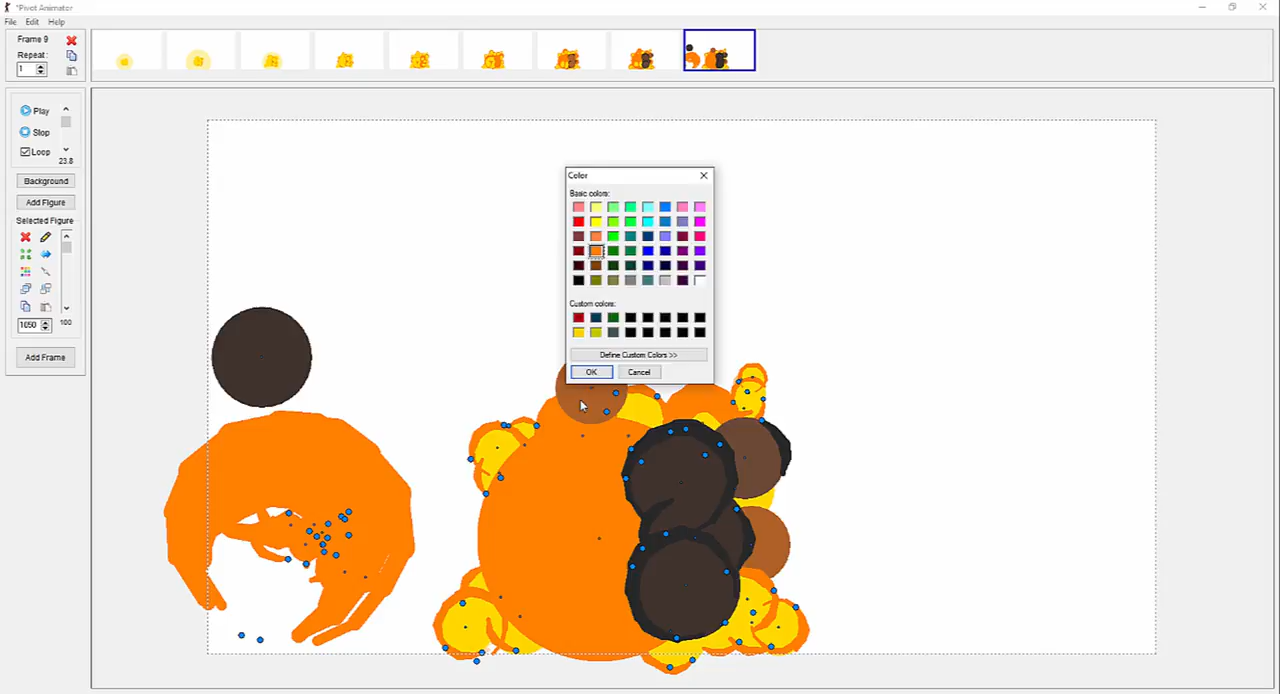 *Pivot Animator
File Edit Help
Frame 9
Repeat:
1
Play
Stop
Loop
23.8
Background
Add Figure
Selected Figure
1050
100
Add Frame
Color
Basic colors:
Custom colors:
Define Custom Colors >>
OK Cancel